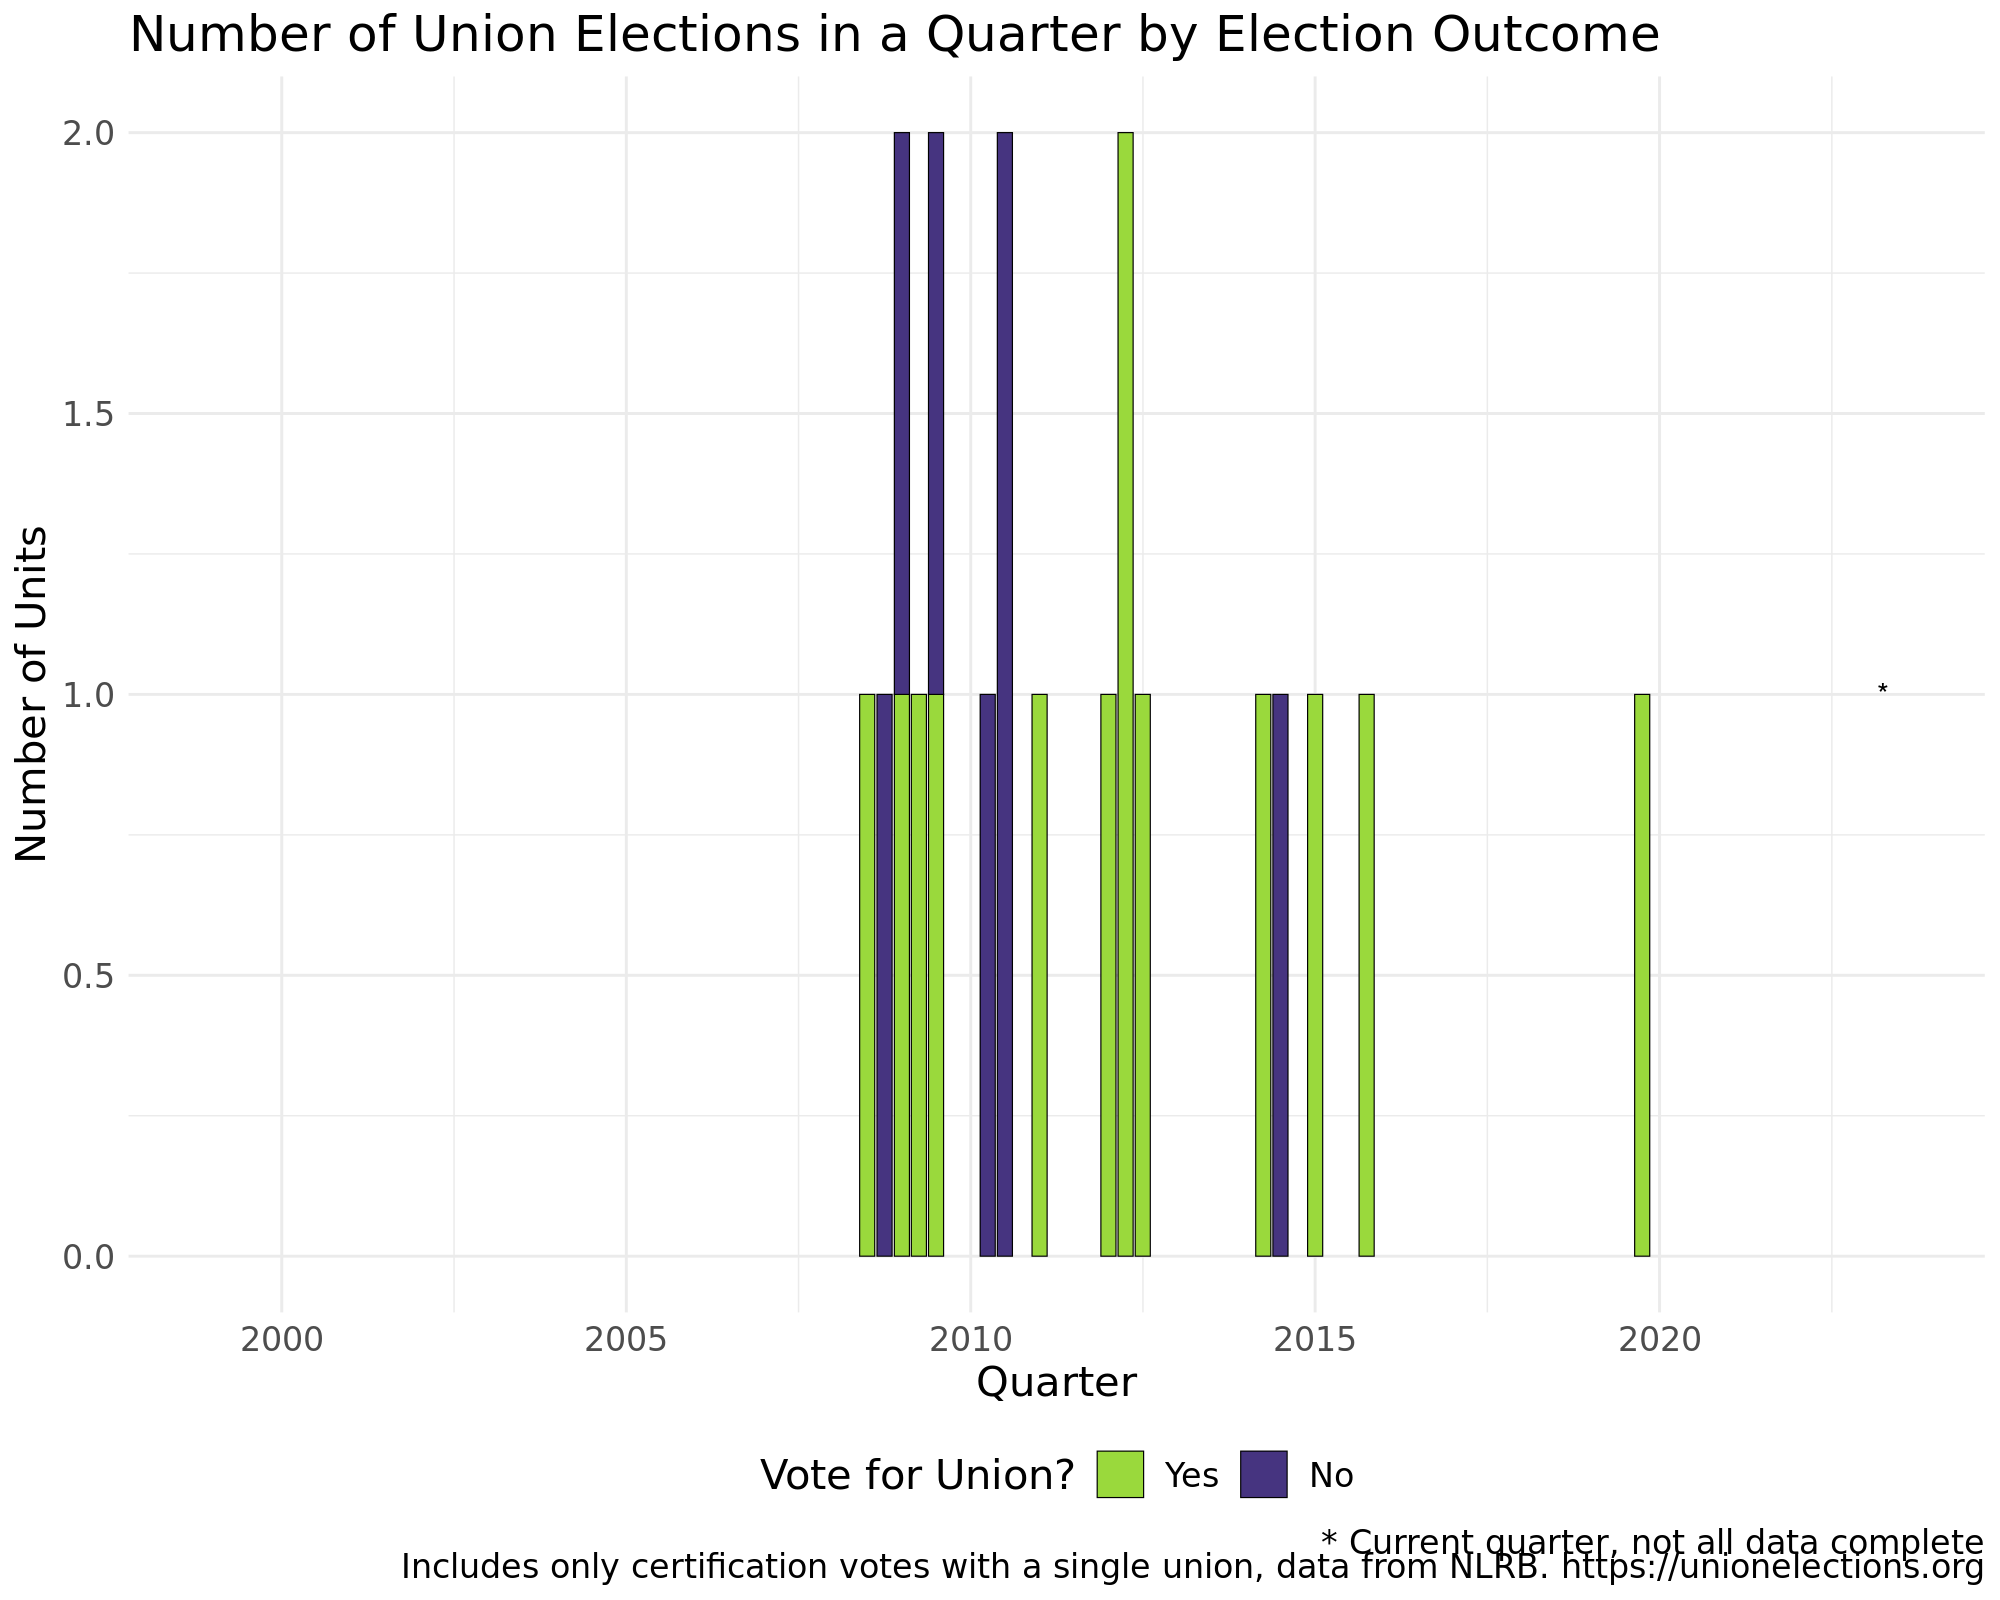 Number of Union Elections in a Quarter by Election Outcome
Number of Units
2.0
1.5
1.0
0.5
0.0
*
2000 2005 2010 2015 2020
Quarter
Vote for Union? Yes No
* Current quarter, not all data complete
Includes only certification votes with a single union, data from NLRB. https://unionelections.org